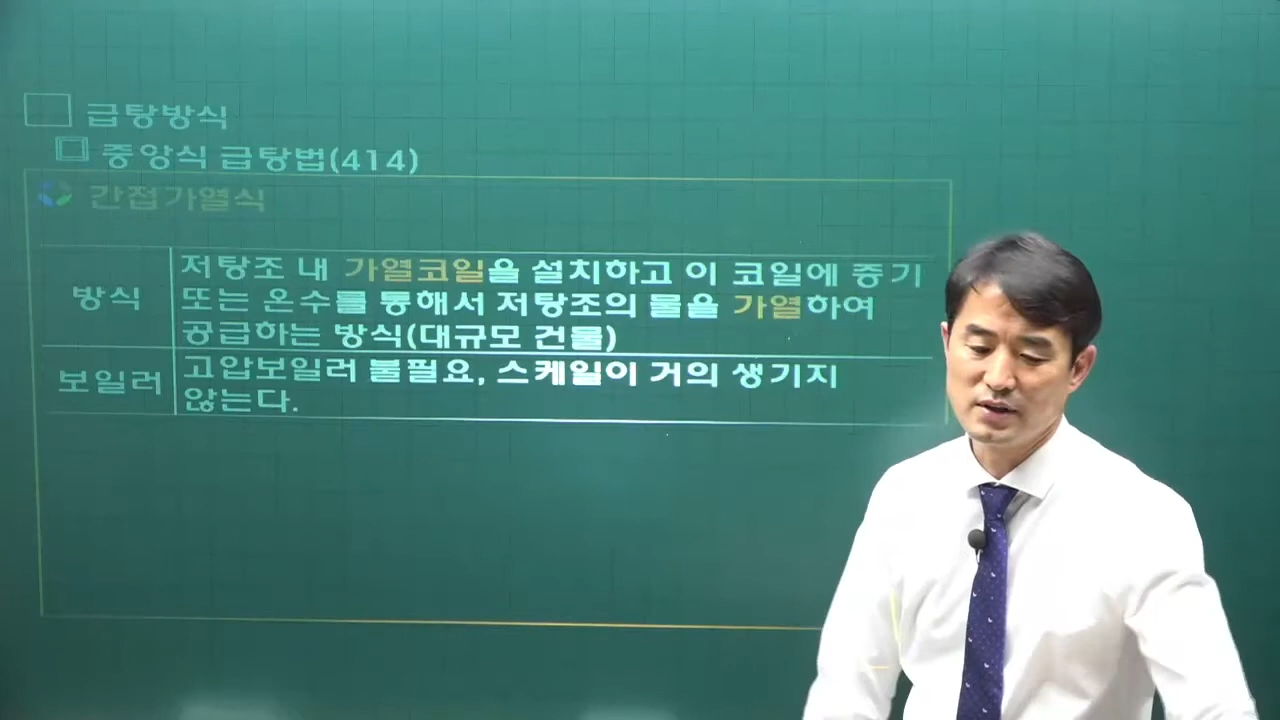 급탕방식
중앙식 급탕법(414)
간접가열식
방식
저탕조 내 가열코일을 설치하고 이 코일에 증기
또는 온수를 통해서 저탕조의 물을 가열하여
공급하는 방식(대규모 건물)
보일러
고압보일러 불필요, 스케일이 거의 생기지
않는다.